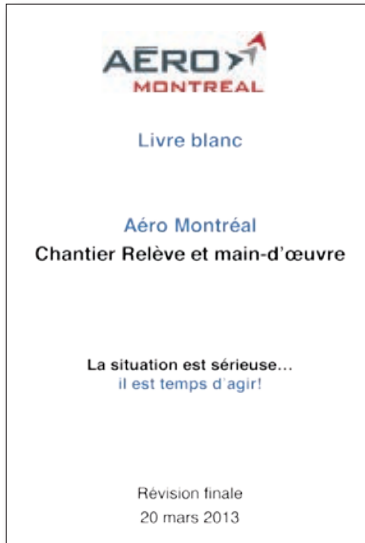 AÉRO
MONTRÉAL
Livre blanc
Aéro Montréal
Chantier Relève et main-d'œuvre
La situation est sérieuse...
il est temps d'agir!
Révision finale
20 mars 2013